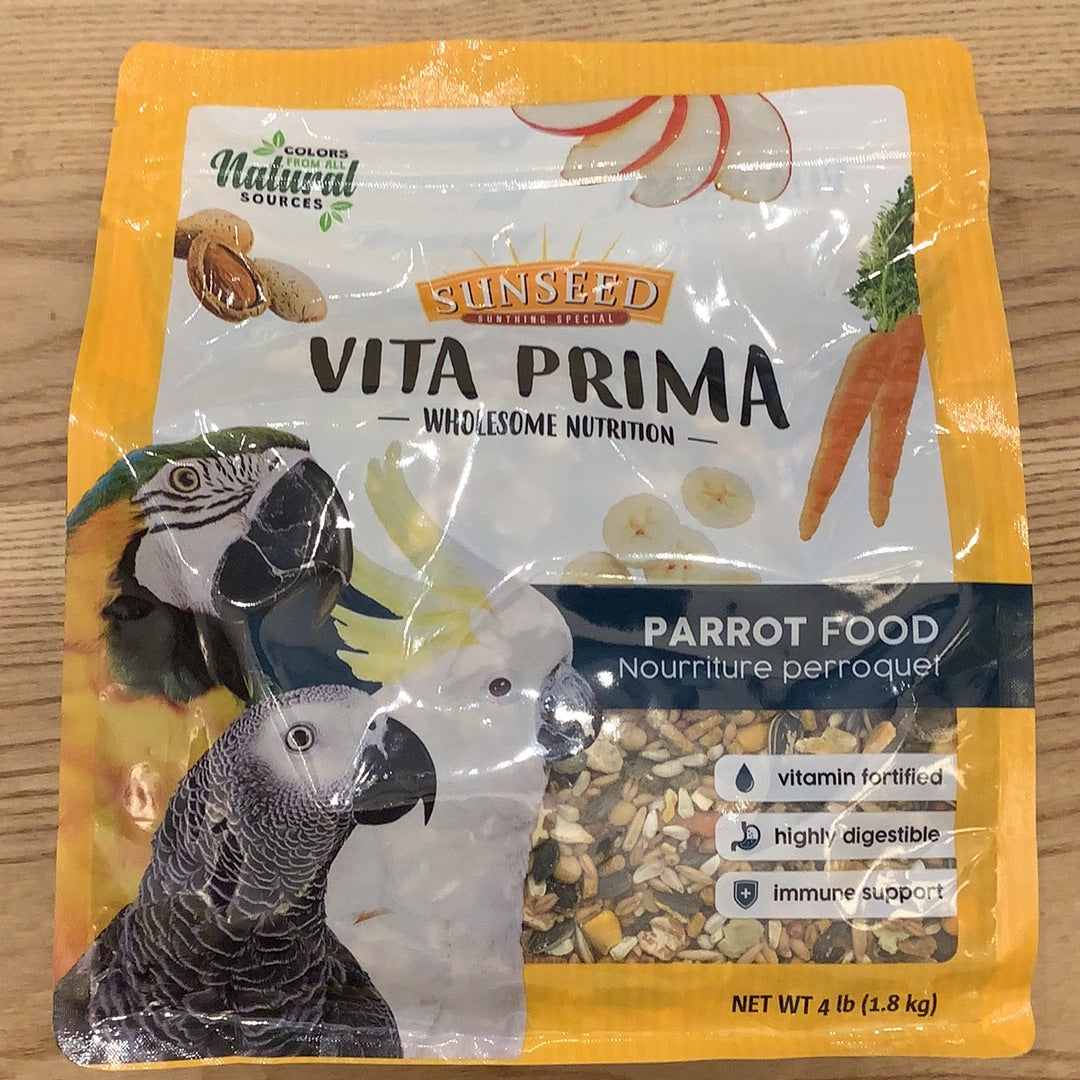 COLORS
FROM ALL
Natural
SOURCES
SUNSEED
SUNTHING SPECIAL
VITA PRIMA
WHOLESOME NUTRITION
PARROT FOOD
Nourriture perroquet
vitamin fortified
highly digestible
immune support
NET WT 4 lb (1.8 kg)